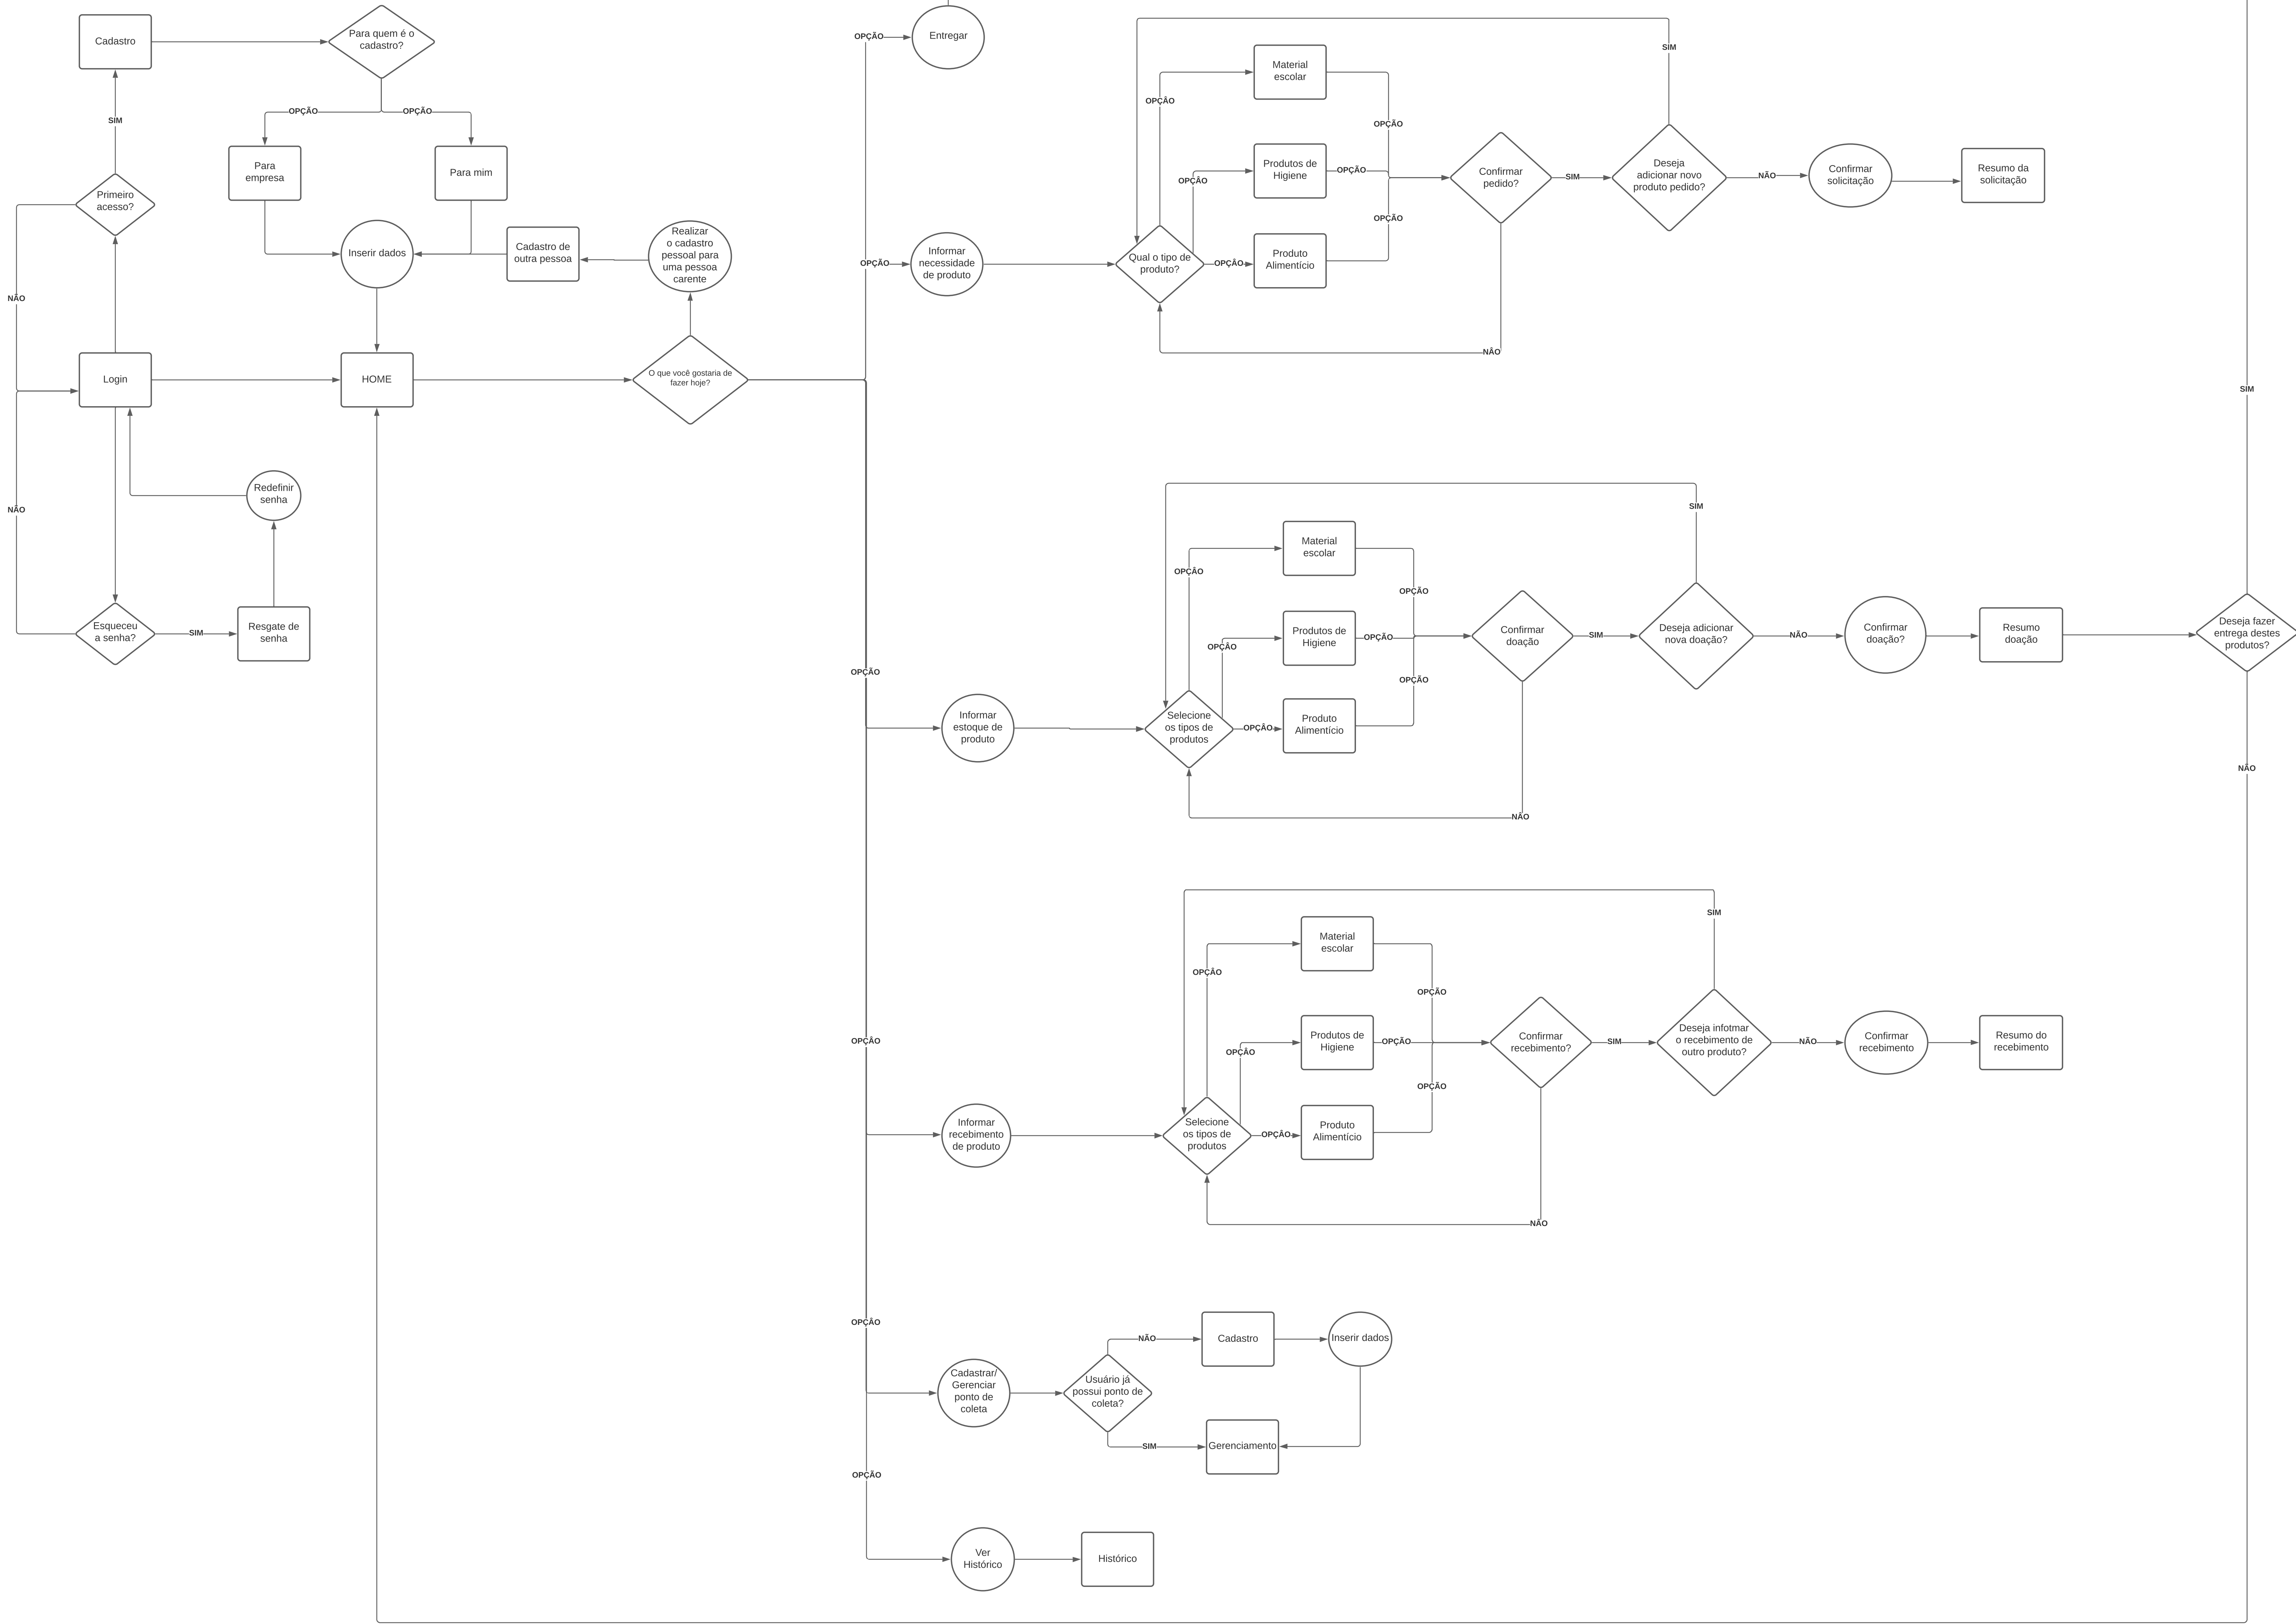 Cadastro
Para quem é o
cadastro?
OPÇÃO
OPÇÃO
SIM
Para
empresa
Para mim
Primeiro
acesso?
Inserir dados
Cadastro de
outra pessoa
Realizar
o cadastro
pessoal para
uma pessoa
carente
NÃO
Login
HOME
O que você gostaria de
fazer hoje?
Redefinir
senha
NÃO
Esqueceu
a senha?
SIM
Resgate de
senha
OPÇÃO
Entregar
OPÇÃO
Informar
necessidade
de produto
Qual o tipo de
produto?
OPÇÃO
OPÇÃO
OPÇÃO
Material
escolar
Produtos de
Higiene
Produto
Alimentício
OPÇÃO
OPÇÃO
OPÇÃO
Confirmar
pedido?
NÃO
SIM
Deseja
adicionar novo
produto pedido?
SIM
NÃO
Confirmar
solicitação
Resumo da
solicitação
OPÇÃO
Informar
estoque de
produto
Selecione
os tipos de
produtos
OPÇÃO
OPÇÃO
OPÇÃO
Material
escolar
Produtos de
Higiene
Produto
Alimentício
OPÇÃO
OPÇÃO
OPÇÃO
Confirmar
doação
NÃO
SIM
Deseja adicionar
nova doação?
SIM
NÃO
Confirmar
doação?
Resumo
doação
Deseja fazer
entrega destes
produtos?
SIM
NÃO
OPÇÃO
Informar
recebimento
de produto
Selecione
os tipos de
produtos
OPÇÃO
OPÇÃO
OPÇÃO
Material
escolar
Produtos de
Higiene
Produto
Alimentício
OPÇÃO
OPÇÃO
OPÇÃO
Confirmar
recebimento?
NÃO
SIM
Deseja infotmar
o recebimento de
outro produto?
SIM
NÃO
Confirmar
recebimento
Resumo do
recebimento
OPÇÃO
Cadastrar/
Gerenciar
ponto de
coleta
Usuário já
possui ponto de
coleta?
NÃO
Cadastro
Inserir dados
SIM
Gerenciamento
OPÇÃO
Ver
Histórico
Histórico